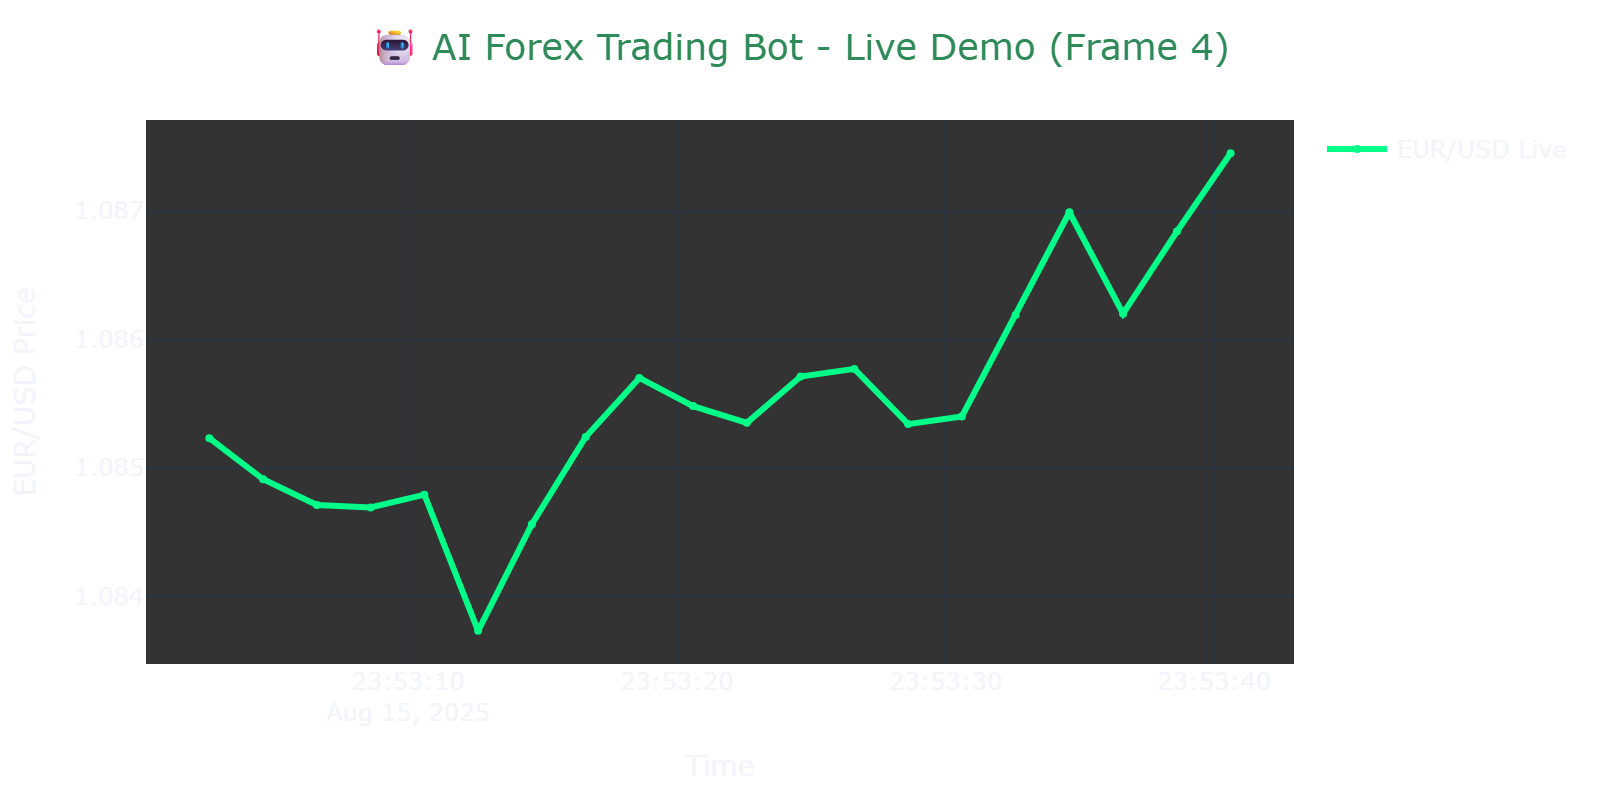 🤖 AI Forex Trading Bot - Live Demo (Frame 4)
EUR/USD Live
EUR/USD Price
1.087
1.086
1.085
1.084
23:53:10 23:53:20 23:53:30 23:53:40
Aug 15, 2025
Time